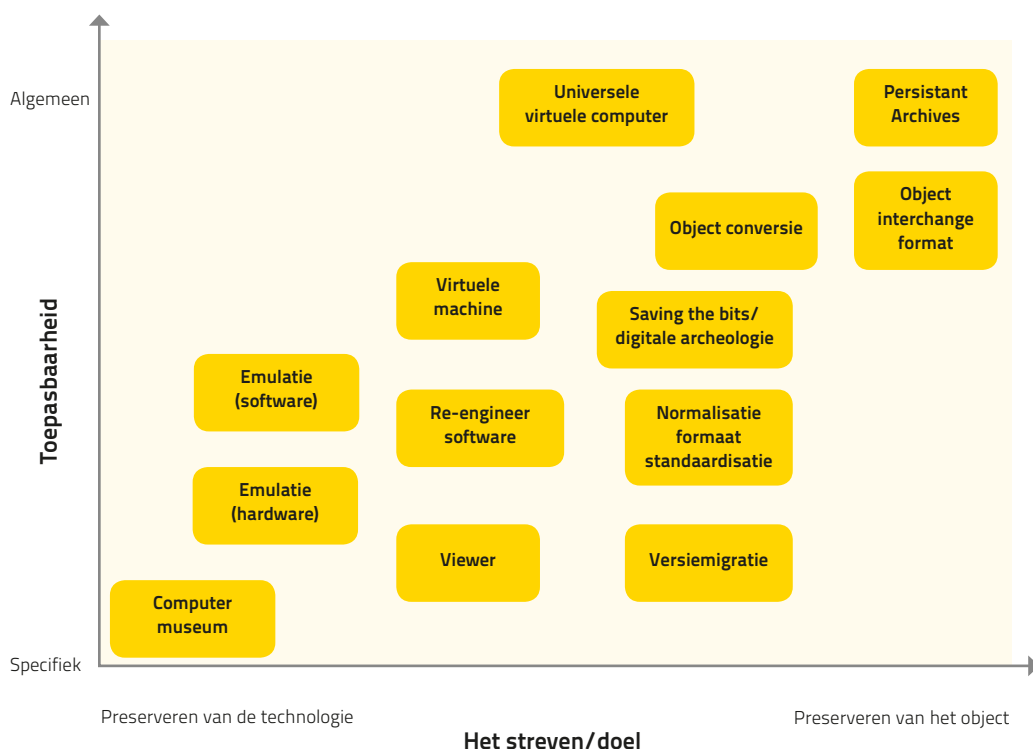 Algemeen
Universele
virtuele computer
Persistant
Archives
Object
interchange
format
Object conversie
Virtuele
machine
Saving the bits/
digitale archeologie
Toepasbaarheid
Emulatie
(software)
Re-engineer
software
Normalisatie
formaat
standaardisatie
Emulatie
(hardware)
Viewer
Versiemigratie
Computer
museum
Specifiek
Preserveren van de technologie
Preserveren van het object
Het streven/doel